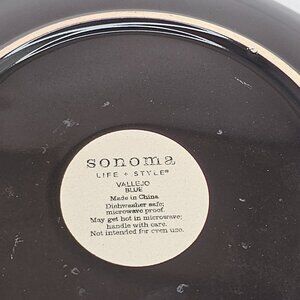 sonoma
LIFE + STYLE®
VALLEJO
BLUE
Made in China
Dishwasher safe;
microwave proof.
May get hot in microwave;
handle with care.
Not intended for oven use.